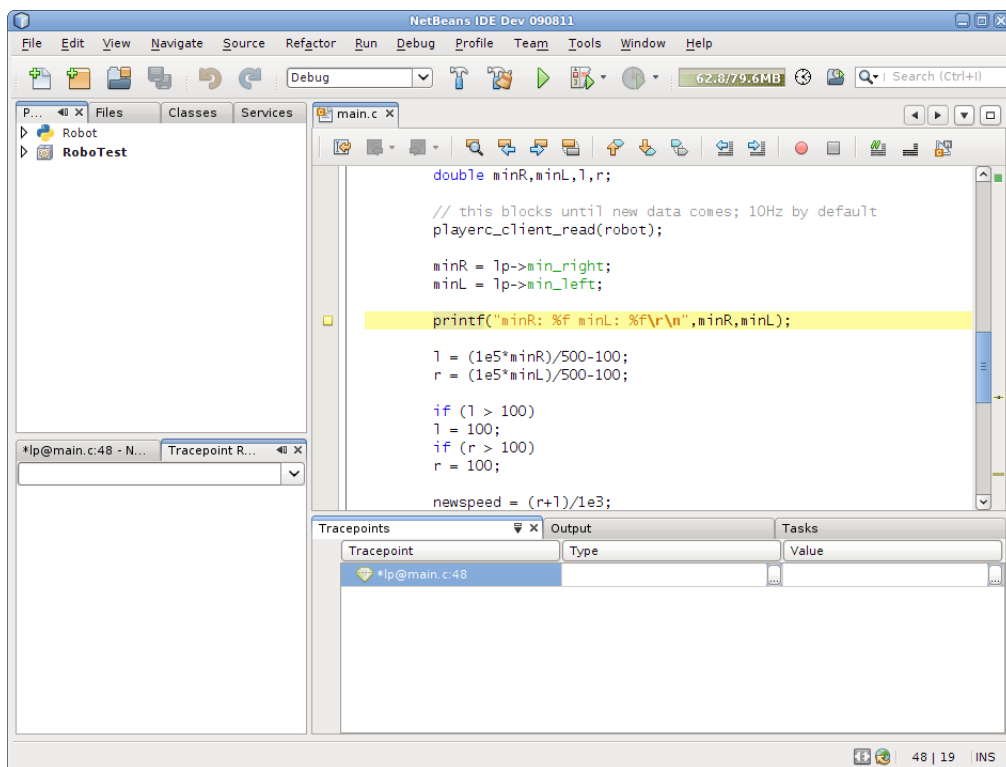 NetBeans IDE Dev 090811
File Edit View Navigate Source Refactor Run Debug Profile Team Tools Window Help
Debug 62.8/79.6MB Search (Ctrl+I)
P... Files Classes Services
Robot
RoboTest
main.c
double minR,minL,l,r;
// this blocks until new data comes; 10Hz by default
playerc_client_read(robot);
minR = lp->min_right;
minL = lp->min_left;
printf("minR: %f minL: %f\r\n",minR,minL);
l = (1e5*minR)/500-100;
r = (1e5*minL)/500-100;
if (l > 100)
l = 100;
if (r > 100)
r = 100;
newspeed = (r+l)/1e3;
*lp@main.c:48 - N... Tracepoint R...
Tracepoints Output Tasks
Tracepoint Type Value
*lp@main.c:48 ... ...
48 | 19 INS